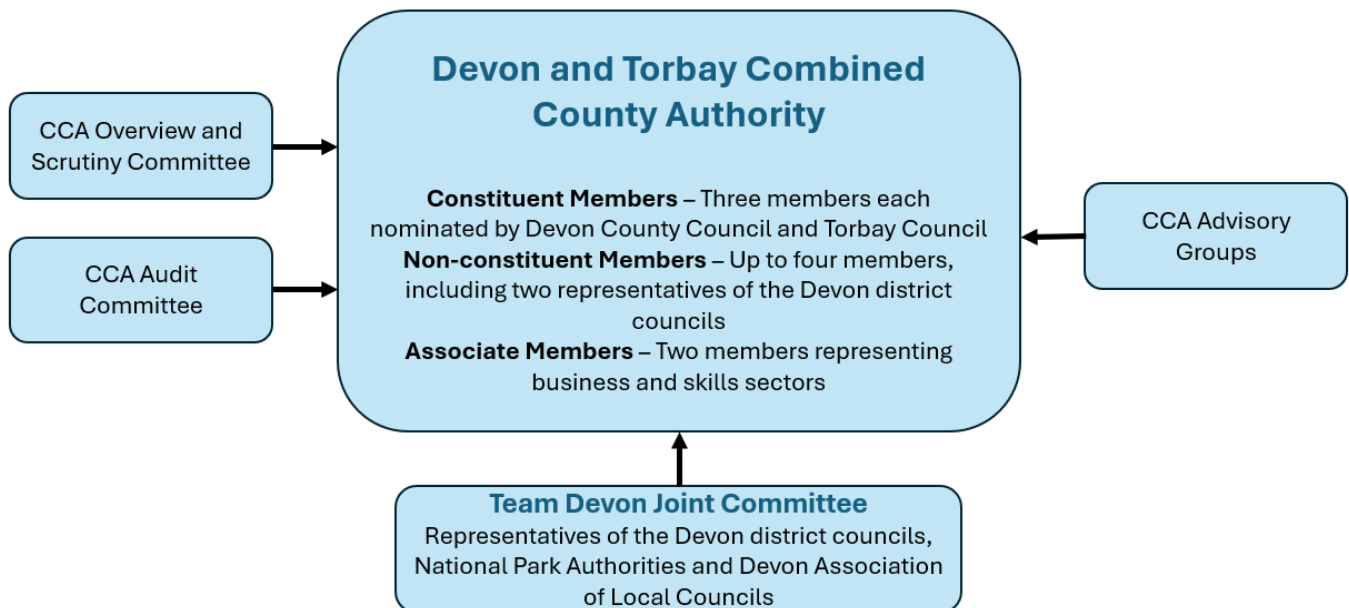 Devon and Torbay Combined
County Authority
CCA Overview and
Scrutiny Committee
CCA Audit
Committee
Constituent Members – Three members each
nominated by Devon County Council and Torbay Council
Non-constituent Members – Up to four members,
including two representatives of the Devon district
councils
Associate Members – Two members representing
business and skills sectors
CCA Advisory
Groups
Team Devon Joint Committee
Representatives of the Devon district councils,
National Park Authorities and Devon Association
of Local Councils